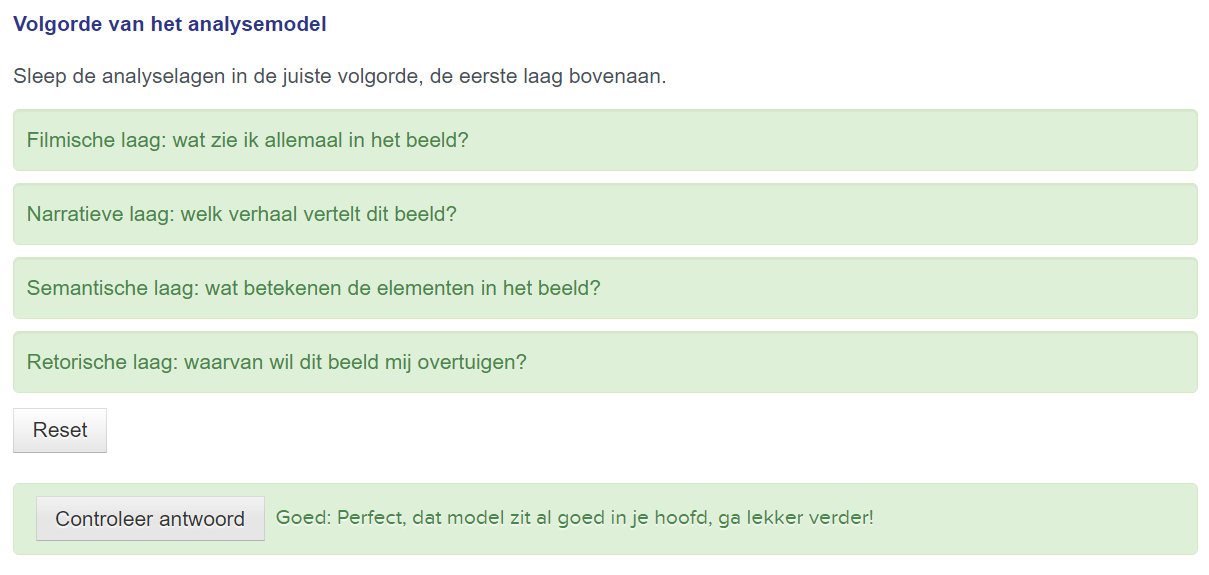 Volgorde van het analysemodel
Sleep de analyselagen in de juiste volgorde, de eerste laag bovenaan.
Filmische laag: wat zie ik allemaal in het beeld?
Narratieve laag: welk verhaal vertelt dit beeld?
Semantische laag: wat betekenen de elementen in het beeld?
Retorische laag: waarvan wil dit beeld mij overtuigen?
Reset
Controleer antwoord Goed: Perfect, dat model zit al goed in je hoofd, ga lekker verder!